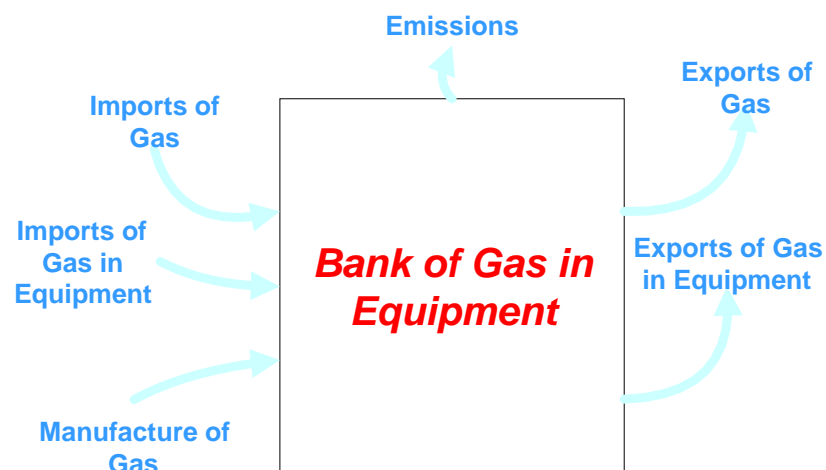 Emissions
Exports of
Gas
Imports of
Gas
Imports of
Gas in
Equipment
Bank of Gas in
Equipment
Exports of Gas
in Equipment
Manufacture of
Gas